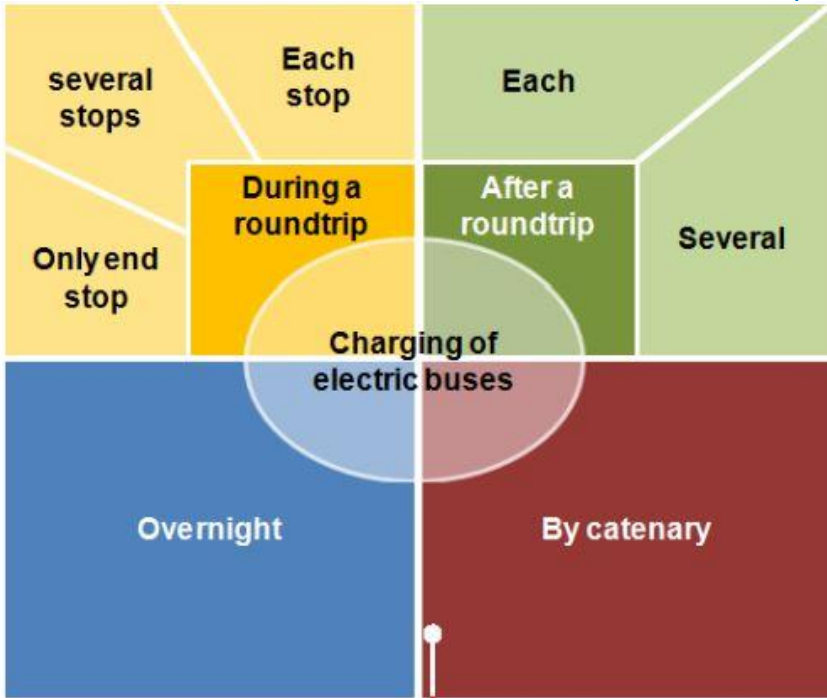 several
stops
Each
stop
Each
Only end
stop
During a
roundtrip
After a
roundtrip
Several
Charging of
electric buses
Overnight
By catenary